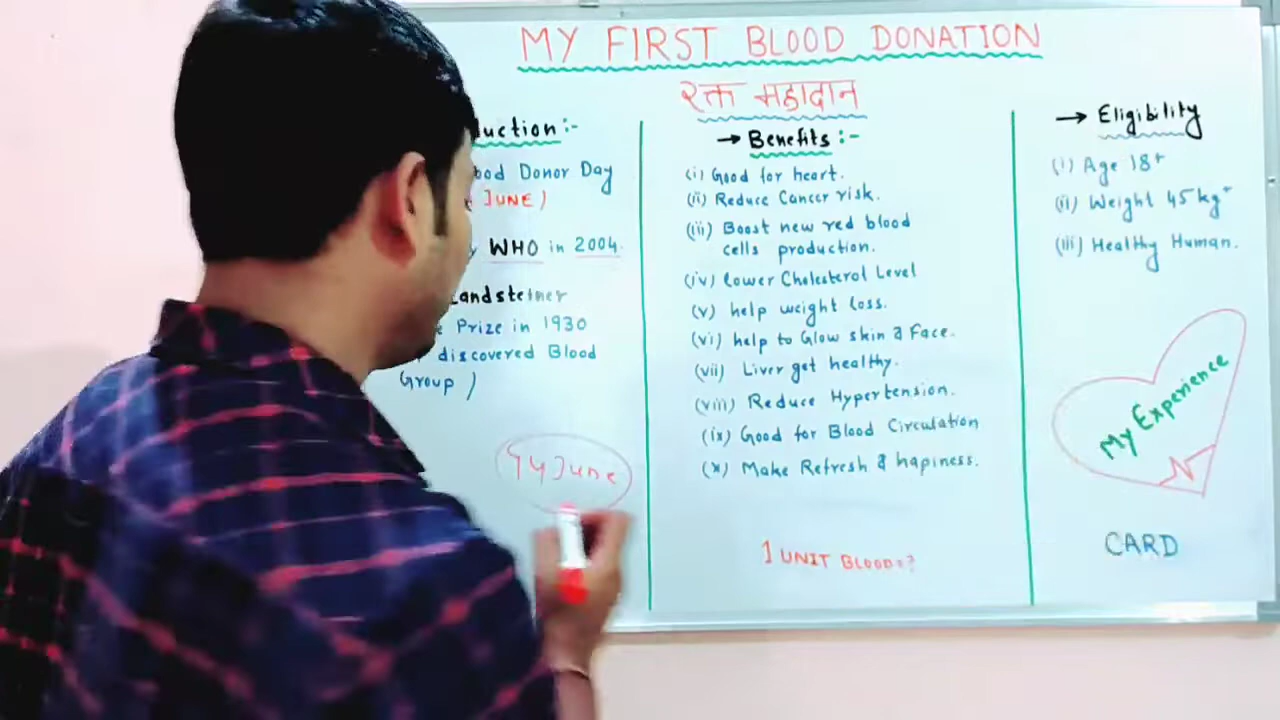 MY FIRST BLOOD DONATION
रक्त महादान
uction :-
ood Donor Day
JUNE )
WHO in 2004.
Landsteiner
Prize in 1930
discovered Blood
Group )
14 June
→ Benefits :-
(i) Good for heart.
(ii) Reduce Cancer risk.
(iii) Boost new red blood
cells production.
(iv) lower Cholesterol Level
(v) help weight loss.
(vi) help to Glow skin & Face.
(vii) Liver get healthy.
(viii) Reduce Hypertension.
(ix) Good for Blood Circulation
(x) Make Refresh & hapiness.
1 UNIT BLOOD = ?
→ Eligibility
(i) Age 18+
(ii) Weight 45 kg+
(iii) Healthy Human.
My Experience
CARD